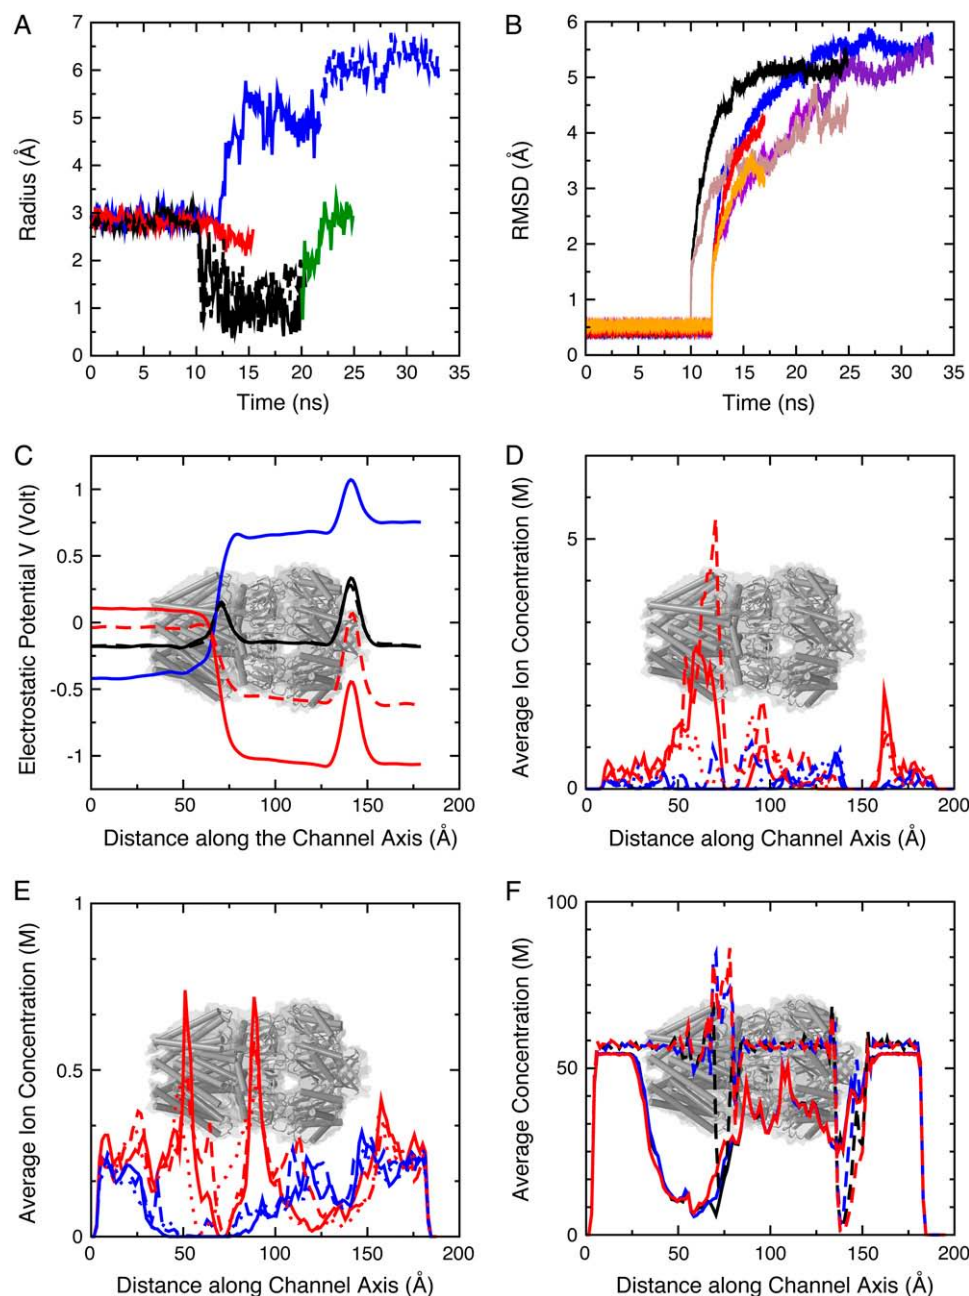 A
Radius (Å)
7
6
5
4
3
2
1
0
0 5 10 15 20 25 30 35
Time (ns)
B
RMSD (Å)
6
5
4
3
2
1
0
0 5 10 15 20 25 30 35
Time (ns)
C
Electrostatic Potential V (Volt)
1
0.5
0
-0.5
-1
0 50 100 150 200
Distance along the Channel Axis (Å)
D
Average Ion Concentration (M)
5
0
0 50 100 150 200
Distance along Channel Axis (Å)
E
Average Ion Concentration (M)
1
0.5
0
0 50 100 150 200
Distance along Channel Axis (Å)
F
Average Concentration (M)
100
50
0
0 50 100 150 200
Distance along Channel Axis (Å)